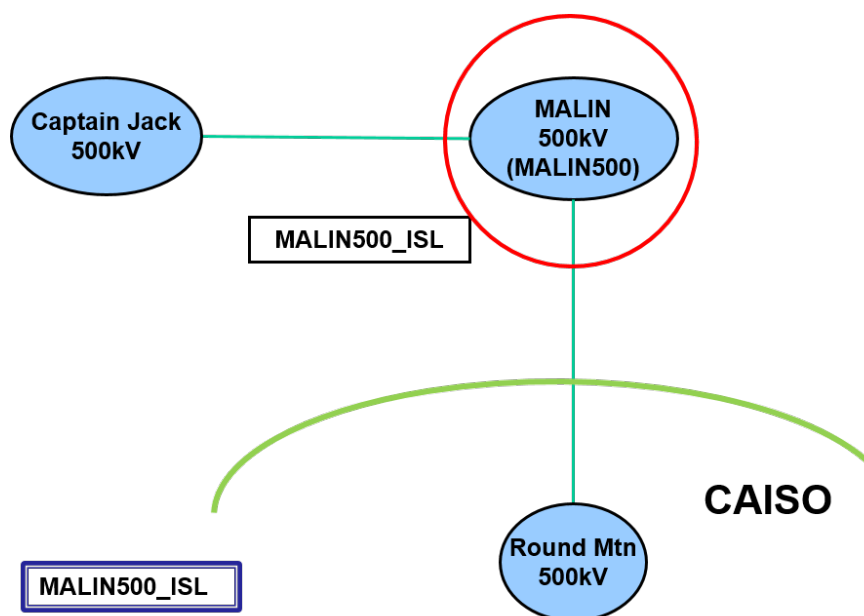 Captain Jack
500kV
MALIN
500kV
(MALIN500)
MALIN500_ISL
CAISO
Round Mtn
500kV
MALIN500_ISL